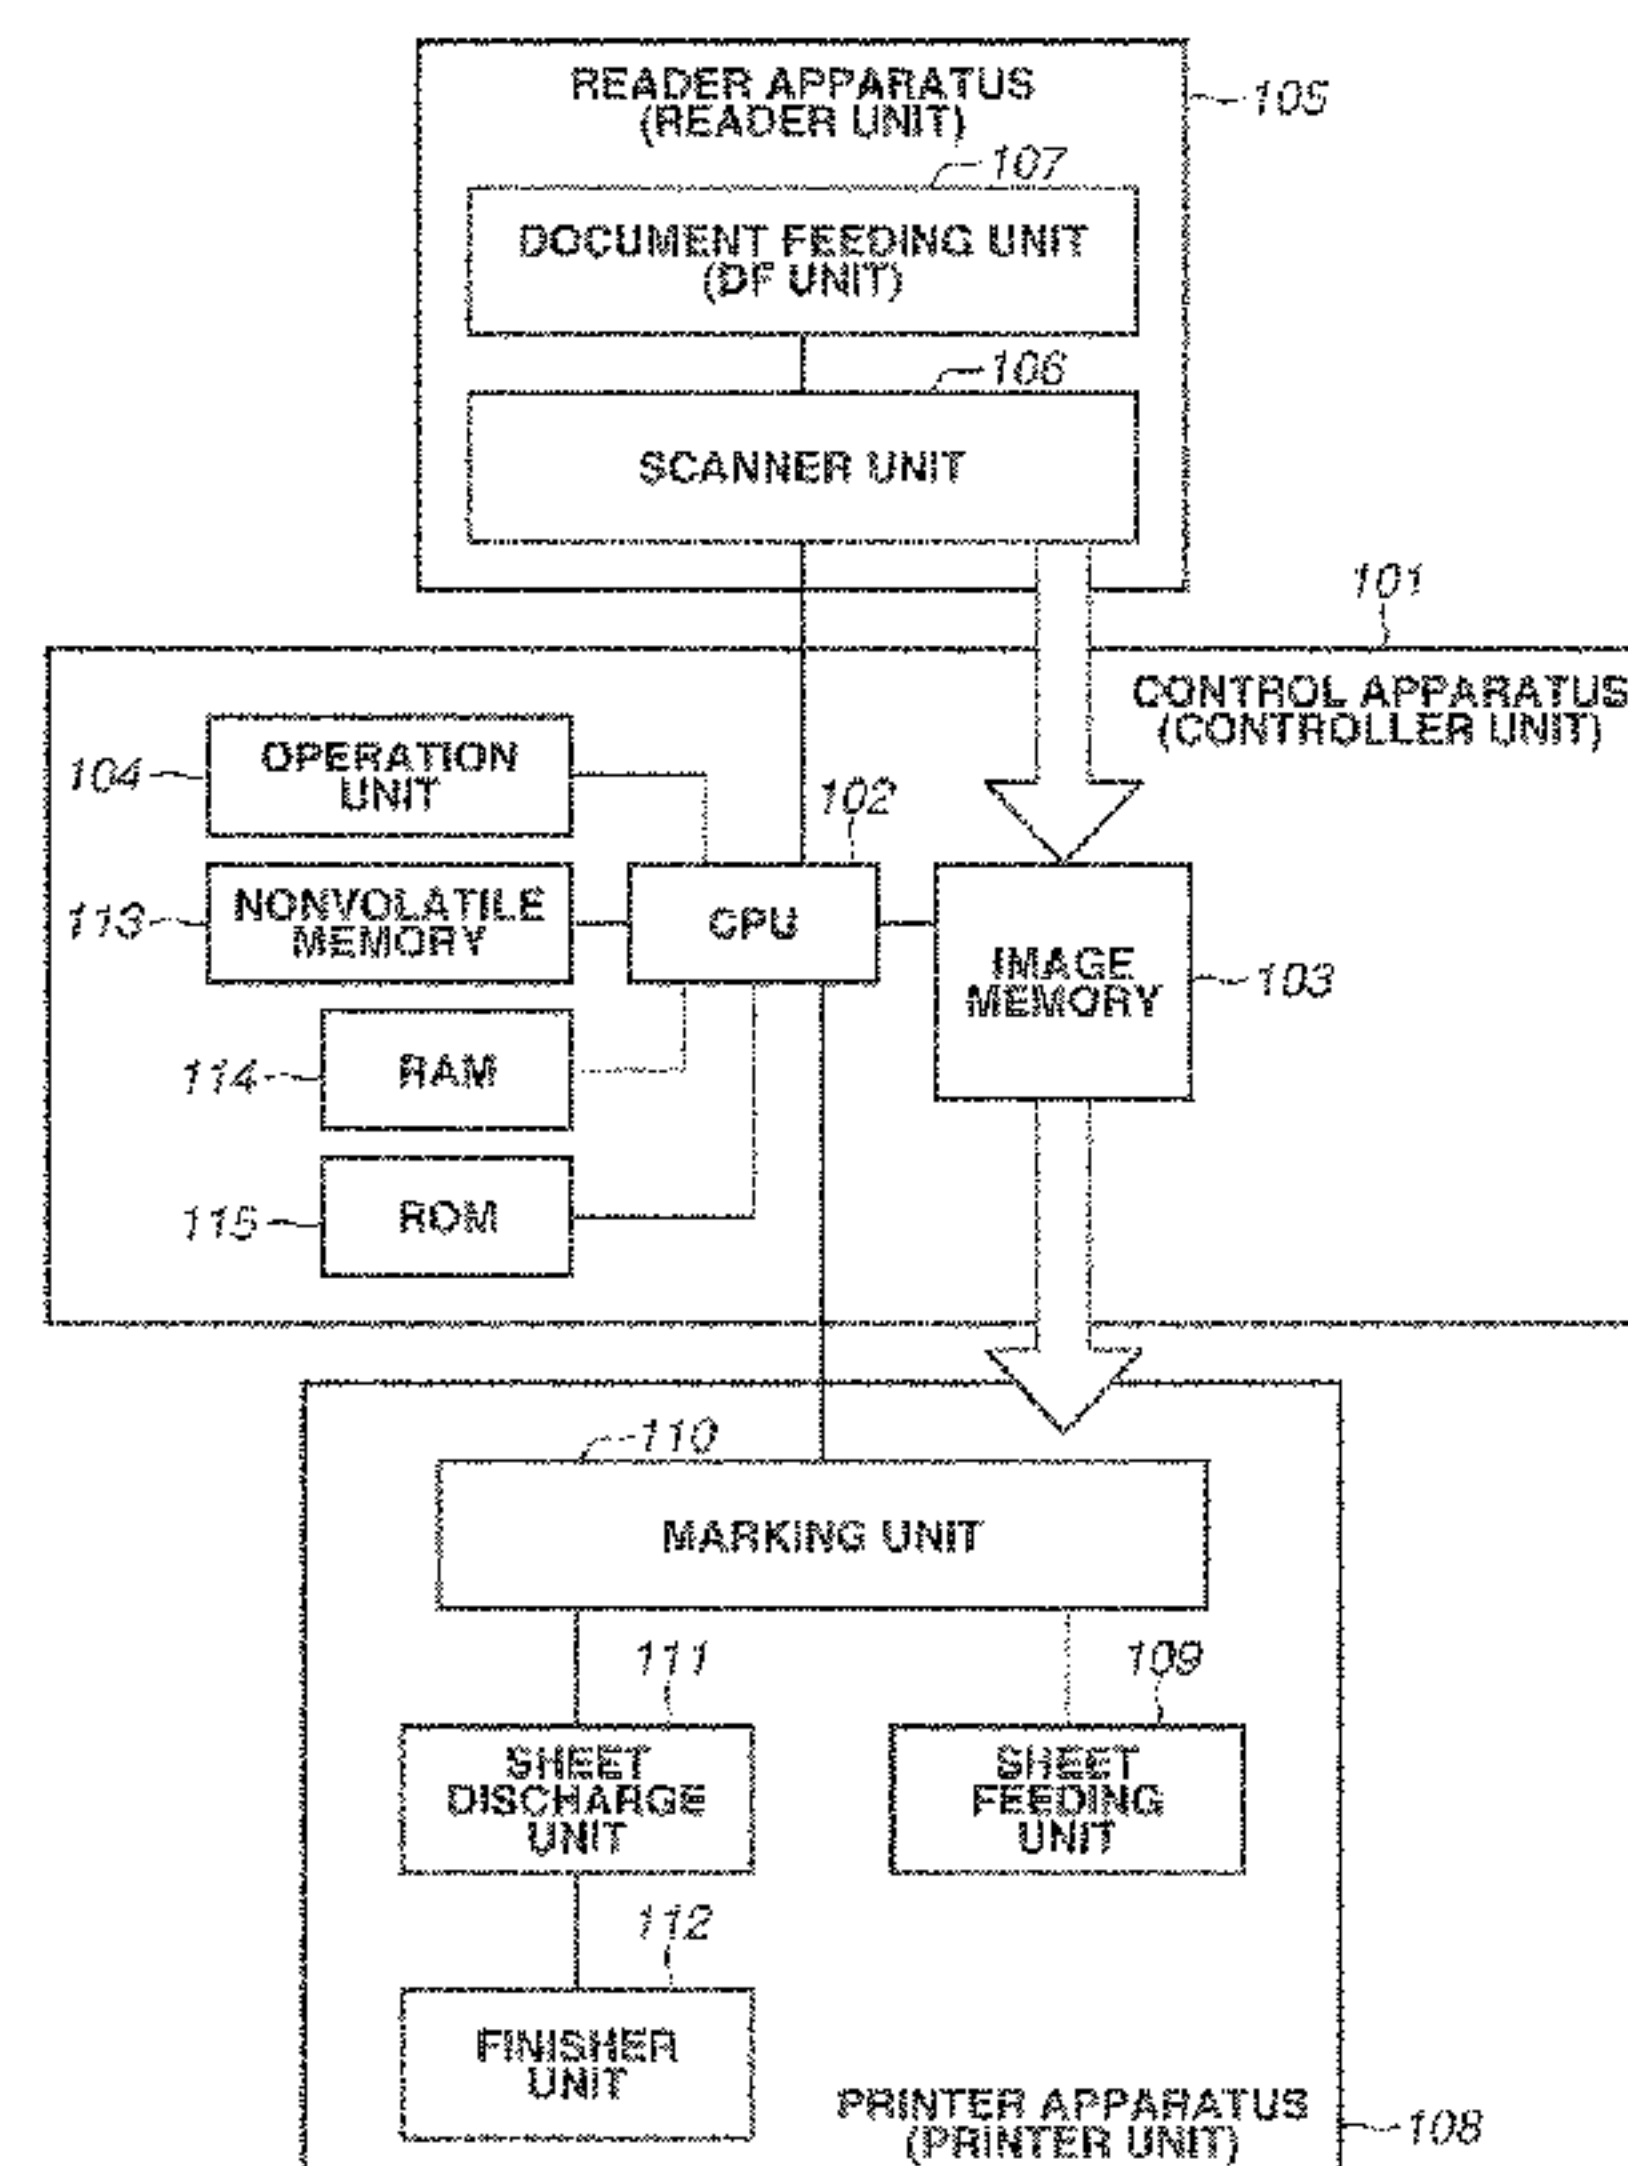 READER APPARATUS
(READER UNIT)
105
107
DOCUMENT FEEDING UNIT
(DF UNIT)
106
SCANNER UNIT
101
CONTROL APPARATUS
(CONTROLLER UNIT)
104
OPERATION
UNIT
102
113
NONVOLATILE
MEMORY
CPU
IMAGE
MEMORY
103
114
RAM
115
ROM
110
MARKING UNIT
111
109
SHEET
DISCHARGE
UNIT
SHEET
FEEDING
UNIT
112
FINISHER
UNIT
PRINTER APPARATUS
(PRINTER UNIT)
108